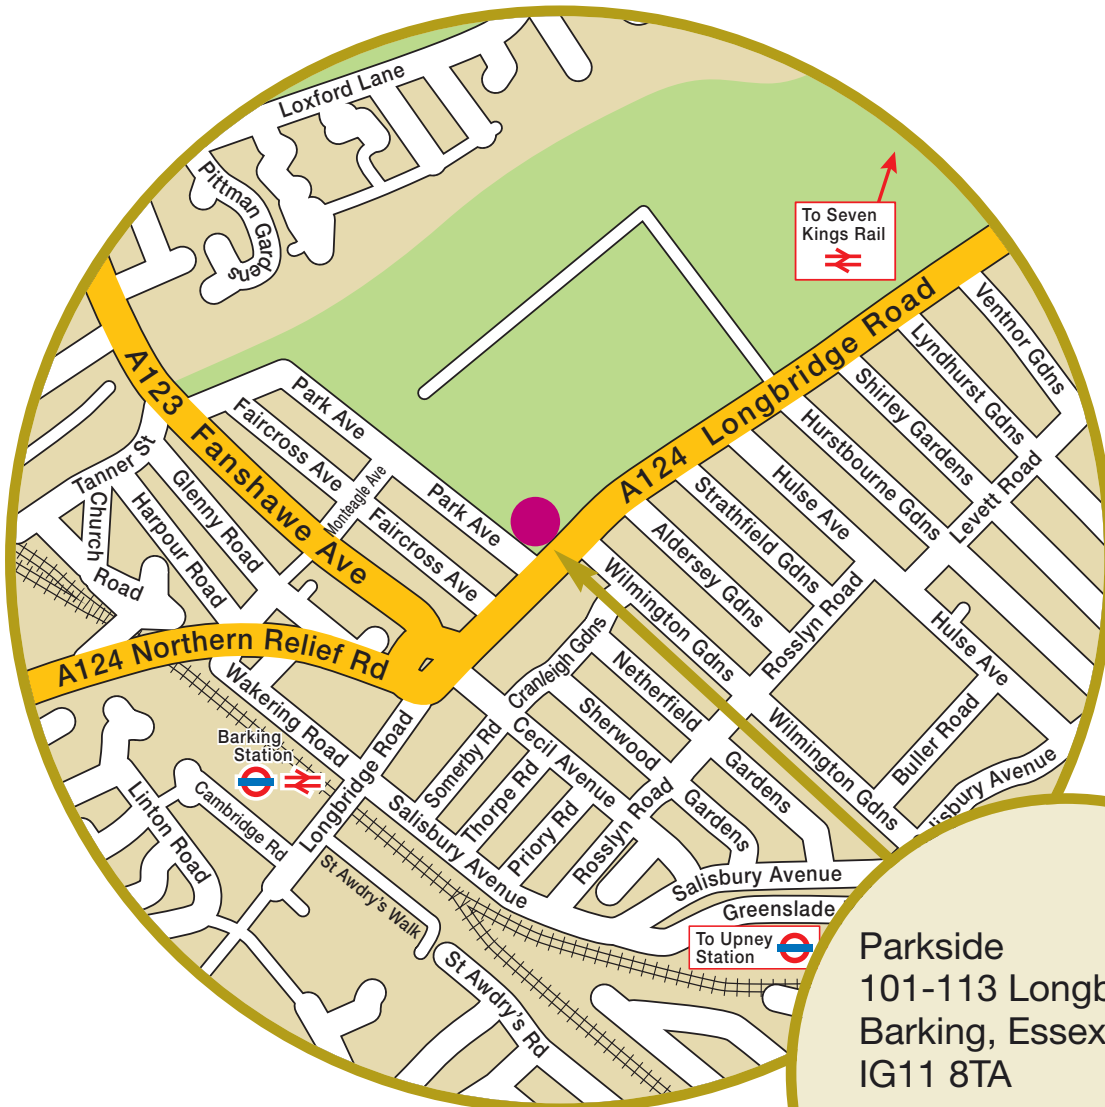 Loxford Lane
Pittman Gardens
To Seven
Kings Rail
A123 Fanshawe Ave
A124 Longbridge Road
Ventnor Gdns
Lyndhurst Gdns
Shirley Gardens
Hurstbourne Gdns
Levett Road
Hulse Ave
Strathfield Gdns
Aldersey Gdns
Rosslyn Road
Park Ave
Faircross Ave
Monteagle Ave
Park Ave
Faircross Ave
Tanner St
Church
Road
Harpour Road
Glenny Road
A124 Northern Relief Rd
Wilmington Gdns
Cranleigh Gdns
Netherfield
Gardens
Sherwood
Gardens
Wilmington Gdns
Hulse Ave
Buller Road
lisbury Avenue
Wakering Road
Barking
Station
Longbridge Road
Somerby Rd
Cecil Avenue
Thorpe Rd
Priory Rd
Rosslyn Road
Salisbury Avenue
Salisbury Avenue
Greenslade
Linton Road
Cambridge Rd
St Awdry's Walk
St Awdry's Rd
To Upney
Station
Parkside
101-113 Longb
Barking, Essex
IG11 8TA